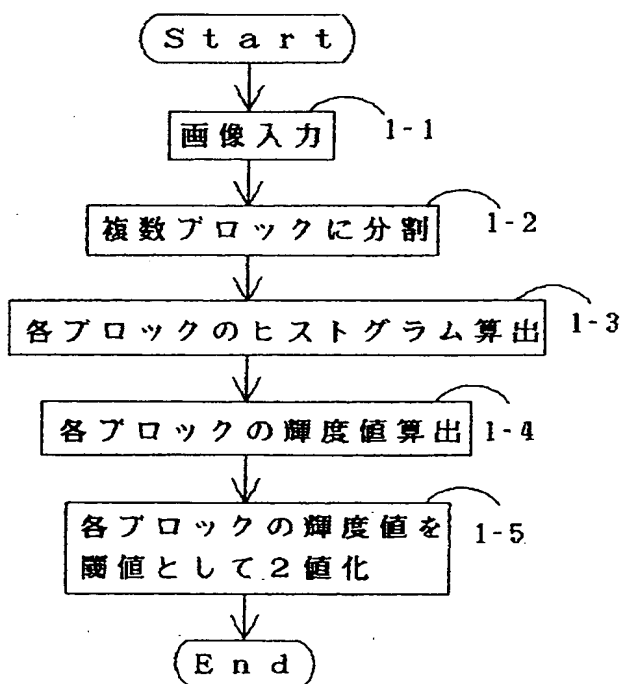 Start
画像入力 1-1
複数ブロックに分割 1-2
各ブロックのヒストグラム算出 1-3
各ブロックの輝度値算出 1-4
各ブロックの輝度値を 1-5
閾値として2値化
End